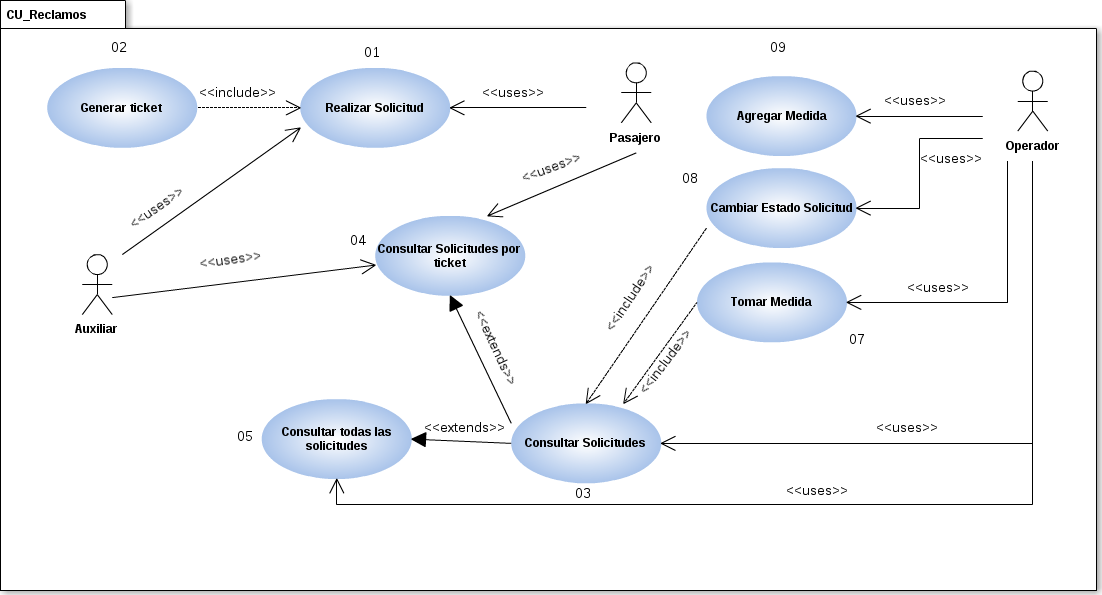 CU_Reclamos
02
01
09
Generar ticket
<<include>>
Realizar Solicitud
<<uses>>
Pasajero
Agregar Medida
<<uses>>
Operador
<<uses>>
<<uses>>
08
Cambiar Estado Solicitud
<<uses>>
<<uses>>
04
Consultar Solicitudes por
ticket
Auxiliar
<<include>>
Tomar Medida
<<uses>>
07
<<extends>>
<<include>>
05
Consultar todas las
solicitudes
<<extends>>
Consultar Solicitudes
<<uses>>
03
<<uses>>